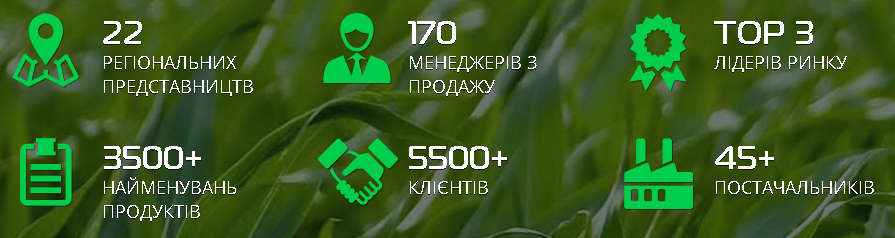 22
РЕГІОНАЛЬНИХ
ПРЕДСТАВНИЦТВ
170
МЕНЕДЖЕРІВ З
ПРОДАЖУ
TOP 3
ЛІДЕРІВ РИНКУ
3500+
НАЙМЕНУВАНЬ
ПРОДУКТІВ
5500+
КЛІЄНТІВ
45+
ПОСТАЧАЛЬНИКІВ